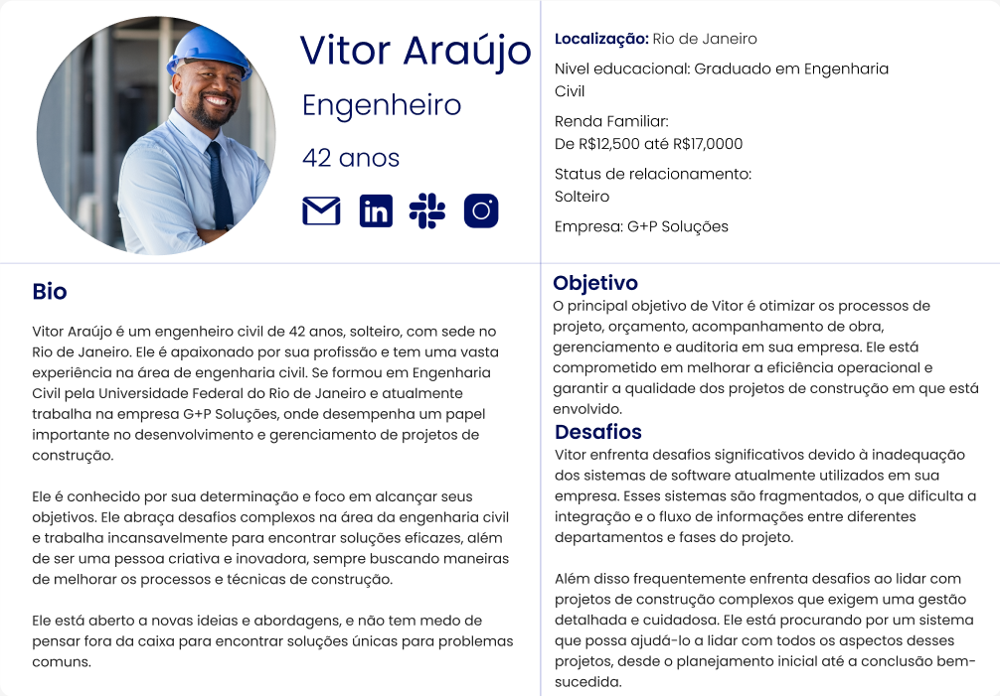 Vitor Araújo
Engenheiro
42 anos
in
Localização: Rio de Janeiro
Nivel educacional: Graduado em Engenharia
Civil
Renda Familiar:
De R$12,500 até R$17,0000
Status de relacionamento:
Solteiro
Empresa: G+P Soluções
Bio
Vitor Araújo é um engenheiro civil de 42 anos, solteiro, com sede no
Rio de Janeiro. Ele é apaixonado por sua profissão e tem uma vasta
experiência na área de engenharia civil. Se formou em Engenharia
Civil pela Universidade Federal do Rio de Janeiro e atualmente
trabalha na empresa G+P Soluções, onde desempenha um papel
importante no desenvolvimento e gerenciamento de projetos de
construção.
Ele é conhecido por sua determinação e foco em alcançar seus
objetivos. Ele abraça desafios complexos na área da engenharia civil
e trabalha incansavelmente para encontrar soluções eficazes, além
de ser uma pessoa criativa e inovadora, sempre buscando maneiras
de melhorar os processos e técnicas de construção.
Ele está aberto a novas ideias e abordagens, e não tem medo de
pensar fora da caixa para encontrar soluções únicas para problemas
comuns.
Objetivo
O principal objetivo de Vitor é otimizar os processos de
projeto, orçamento, acompanhamento de obra,
gerenciamento e auditoria em sua empresa. Ele está
comprometido em melhorar a eficiência operacional e
garantir a qualidade dos projetos de construção em que está
envolvido.
Desafios
Vitor enfrenta desafios significativos devido à inadequação
dos sistemas de software atualmente utilizados em sua
empresa. Esses sistemas são fragmentados, o que dificulta a
integração e o fluxo de informações entre diferentes
departamentos e fases do projeto.
Além disso frequentemente enfrenta desafios ao lidar com
projetos de construção complexos que exigem uma gestão
detalhada e cuidadosa. Ele está procurando por um sistema
que possa ajudá-lo a lidar com todos os aspectos desses
projetos, desde o planejamento inicial até a conclusão bem-
sucedida.